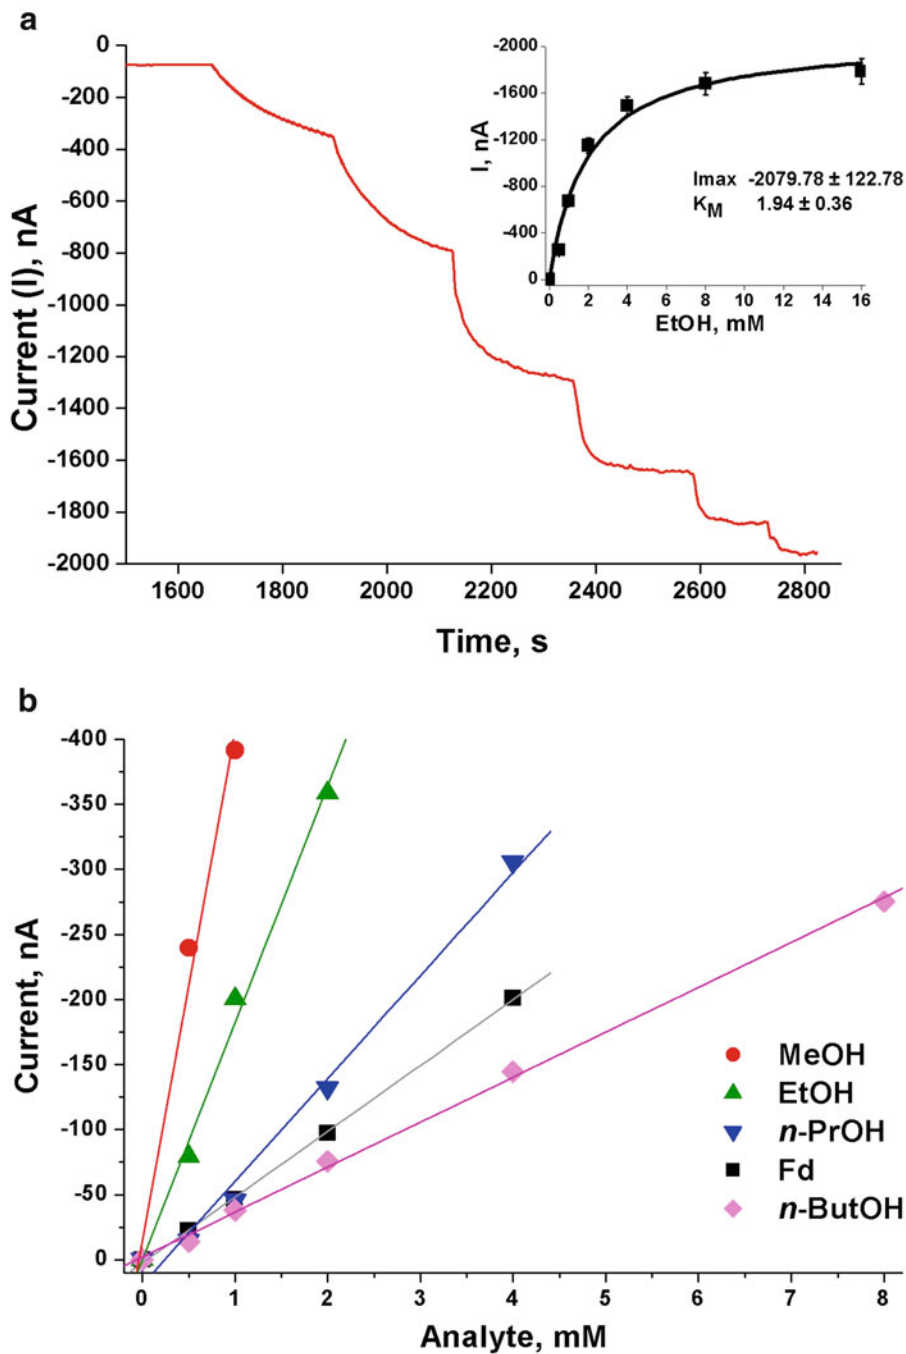 a
0
-200
-400
-600
-800
-1000
-1200
-1400
-1600
-1800
-2000
Current (I), nA
1600 1800 2000 2200 2400 2600 2800
Time, s
-2000
-1600
-1200
-800
-400
0
I, nA
0 2 4 6 8 10 12 14 16
EtOH, mM
Imax -2079.78 ± 122.78
KM 1.94 ± 0.36
b
-400
-350
-300
-250
-200
-150
-100
-50
0
Current, nA
0 1 2 3 4 5 6 7 8
Analyte, mM
MeOH
EtOH
n-PrOH
Fd
n-ButOH